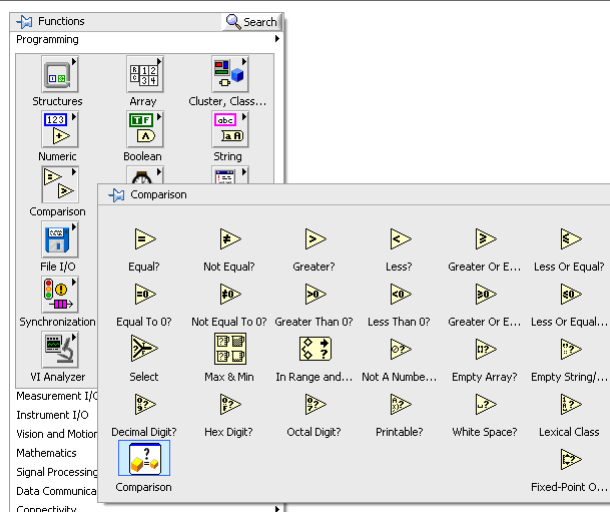 Functions
Search
Programming
Structures
Array
Cluster, Class...
Numeric
Boolean
String
Comparison
File I/O
Synchronization
VI Analyzer
Measurement I/O
Instrument I/O
Vision and Motion
Mathematics
Signal Processing
Data Communica
Connectivity
Comparison
Equal?
Not Equal?
Greater?
Less?
Greater Or E...
Less Or Equal?
Equal To 0?
Not Equal To 0?
Greater Than 0?
Less Than 0?
Greater Or E...
Less Or Equal...
Select
Max & Min
In Range and...
Not A Numbe...
Empty Array?
Empty String/...
Decimal Digit?
Hex Digit?
Octal Digit?
Printable?
White Space?
Lexical Class
Comparison
Fixed-Point O...